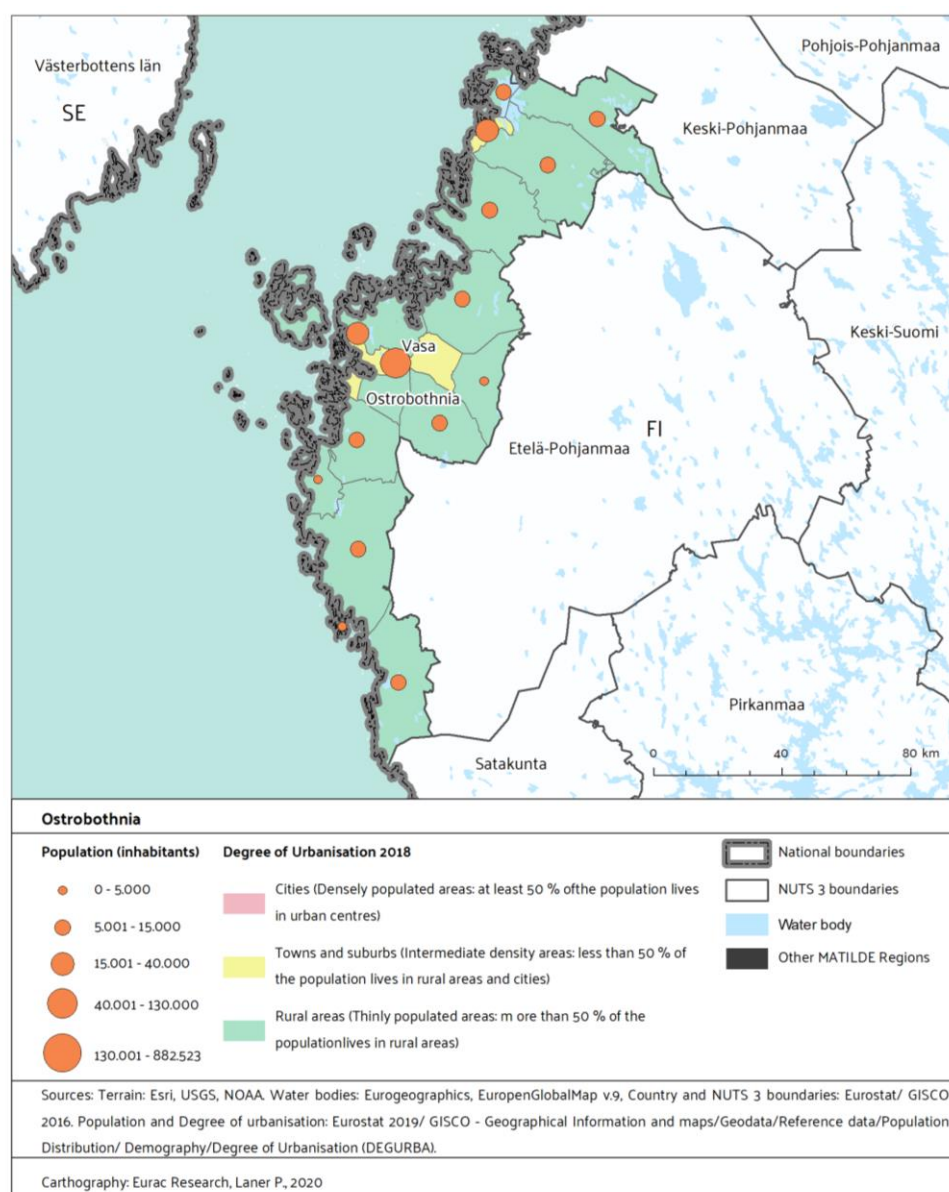 Västerbottens län
SE
Pohjois-Pohjanmaa
Keski-Pohjanmaa
Keski-Suomi
Vasa
Ostrobothnia
FI
Etelä-Pohjanmaa
Pirkanmaa
0 40 80 km
Satakunta
Ostrobothnia
Population (inhabitants)
0 - 5.000
5.001 - 15.000
15.001 - 40.000
40.001 - 130.000
130.001 - 882.523
Degree of Urbanisation 2018
Cities (Densely populated areas: at least 50 % ofthe population lives
in urban centres)
Towns and suburbs (Intermediate density areas: less than 50 % of
the population lives in rural areas and cities)
Rural areas (Thinly populated areas: m ore than 50 % of the
populationlives in rural areas)
National boundaries
NUTS 3 boundaries
Water body
Other MATILDE Regions
Sources: Terrain: Esri, USGS, NOAA. Water bodies: Eurogeographics, EuropenGlobalMap v.9, Country and NUTS 3 boundaries: Eurostat/ GISCO
2016. Population and Degree of urbanisation: Eurostat 2019/ GISCO - Geographical Information and maps/Geodata/Reference data/Population
Distribution/ Demography/Degree of Urbanisation (DEGURBA).
Carthography: Eurac Research, Laner P., 2020